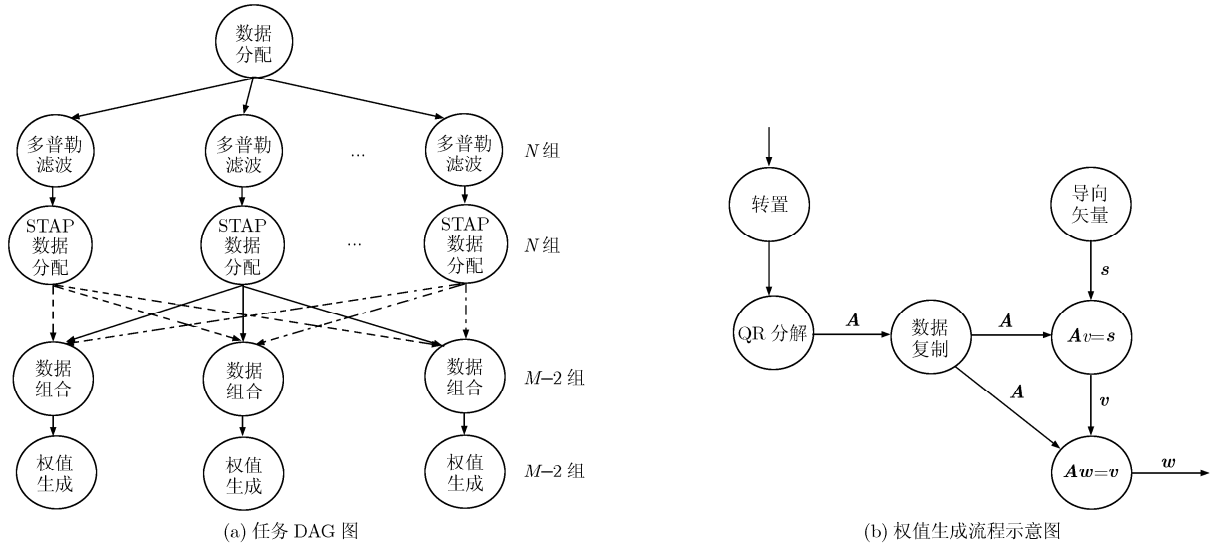 数据
分配
多普勒
滤波
多普勒
滤波
...
多普勒
滤波
N 组
STAP
数据
分配
STAP
数据
分配
...
STAP
数据
分配
N 组
数据
组合
数据
组合
数据
组合
M−2 组
权值
生成
权值
生成
权值
生成
M−2 组
(a) 任务 DAG 图
转置
导向
矢量
s
QR 分解
A
数据
复制
A
Av=s
A
v
Aw=v
w
(b) 权值生成流程示意图